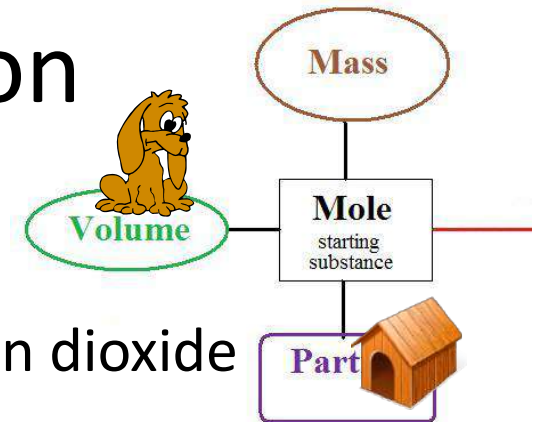 on
Mass
Mole
starting
substance
Volume
n dioxide
Part